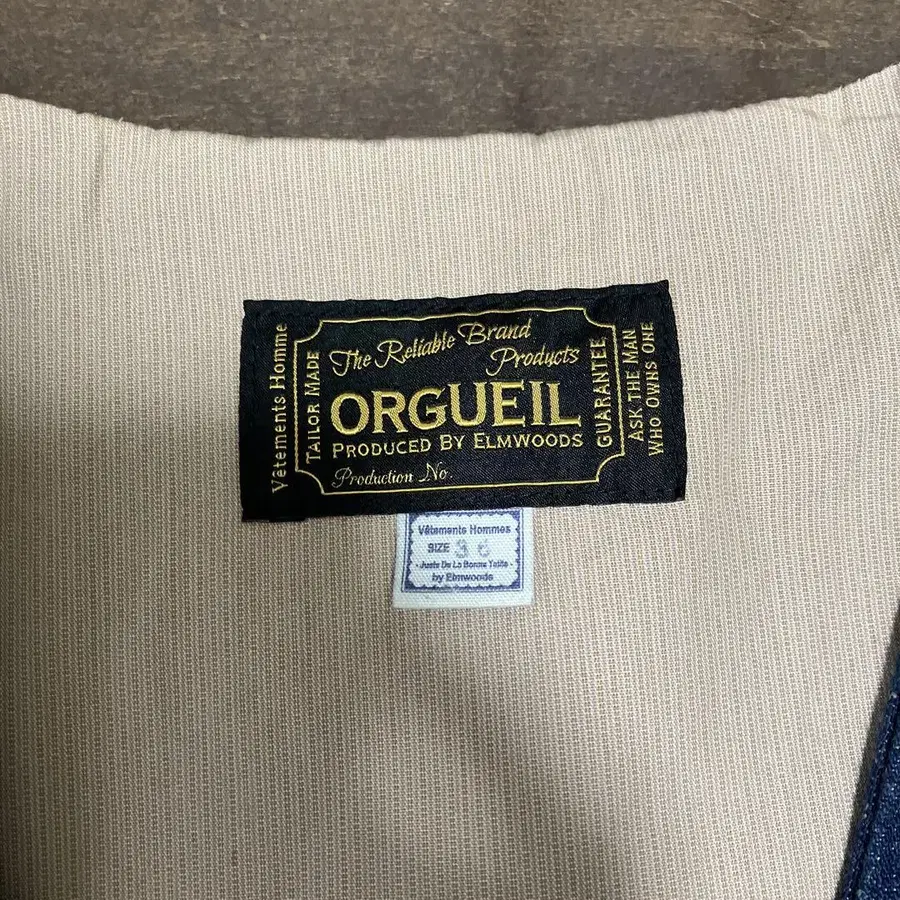 Vêtements Homme
TAILOR MADE
The Reliable Brand
Products
ORGUEIL
PRODUCED BY ELMWOODS
Production No.
GUARANTEE
ASK THE MAN
WHO OWNS ONE
Vêtements Hommes
SIZE 36
- Juste De La Bonne Taille -
by Elmwoods